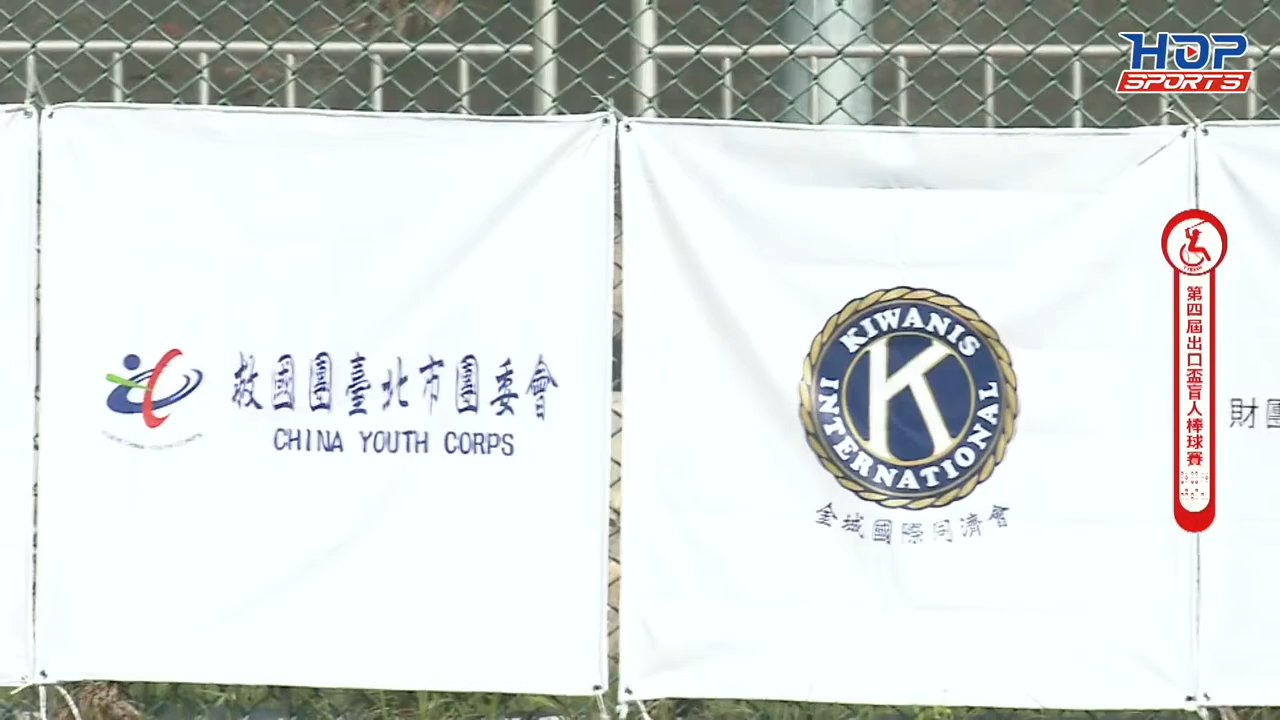 HOP
SPORTS
救國團臺北市團委會
CHINA YOUTH CORPS
KIWANIS
K
INTERNATIONAL
金城國際同濟會
第四屆出口盃盲人棒球賽
財團